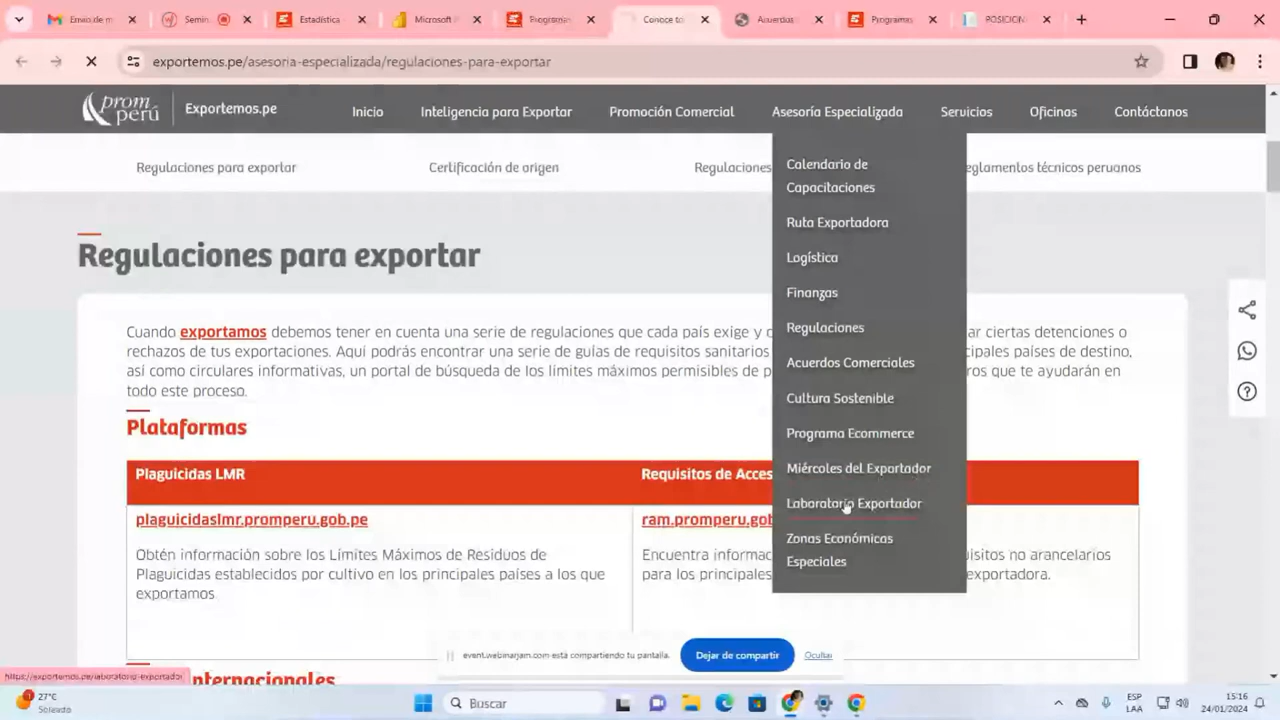 Envío de m
Semin
Estadística
Microsoft
Programas
Conoce to
Acuerdos
Programas
POSICION
exportemos.pe/asesoria-especializada/regulaciones-para-exportar
prom
perú
Exportemos.pe
Inicio
Inteligencia para Exportar
Promoción Comercial
Asesoría Especializada
Servicios
Oficinas
Contáctanos
Regulaciones para exportar
Certificación de origen
Regulaciones
eglamentos técnicos peruanos
Calendario de
Capacitaciones
Ruta Exportadora
Logística
Finanzas
Regulaciones
Acuerdos Comerciales
Cultura Sostenible
Programa Ecommerce
Miércoles del Exportador
Laboratorio Exportador
Zonas Económicas
Especiales
Regulaciones para exportar
Cuando exportamos debemos tener en cuenta una serie de regulaciones que cada país exige y ar ciertas detenciones o
rechazos de tus exportaciones. Aquí podrás encontrar una serie de guías de requisitos sanitarios, cipales países de destino,
así como circulares informativas, un portal de búsqueda de los límites máximos permisibles de p ros que te ayudarán en
todo este proceso.
Plataformas
Plaguicidas LMR
Requisitos de Acces
plaguicidaslmr.promperu.gob.pe
ram.promperu.gob
Obtén información sobre los Límites Máximos de Residuos de
Plaguicidas establecidos por cultivo en los principales países a los que
exportamos
Encuentra informac uisitos no arancelarios
para los principales exportadora.
event.webinarjam.com está compartiendo tu pantalla.
Dejar de compartir
Ocultar
https://exportemos.pe/laboratorio-exportador
nternacionales
27°C
Soleado
Buscar
ESP
LAA
15:16
24/01/2024